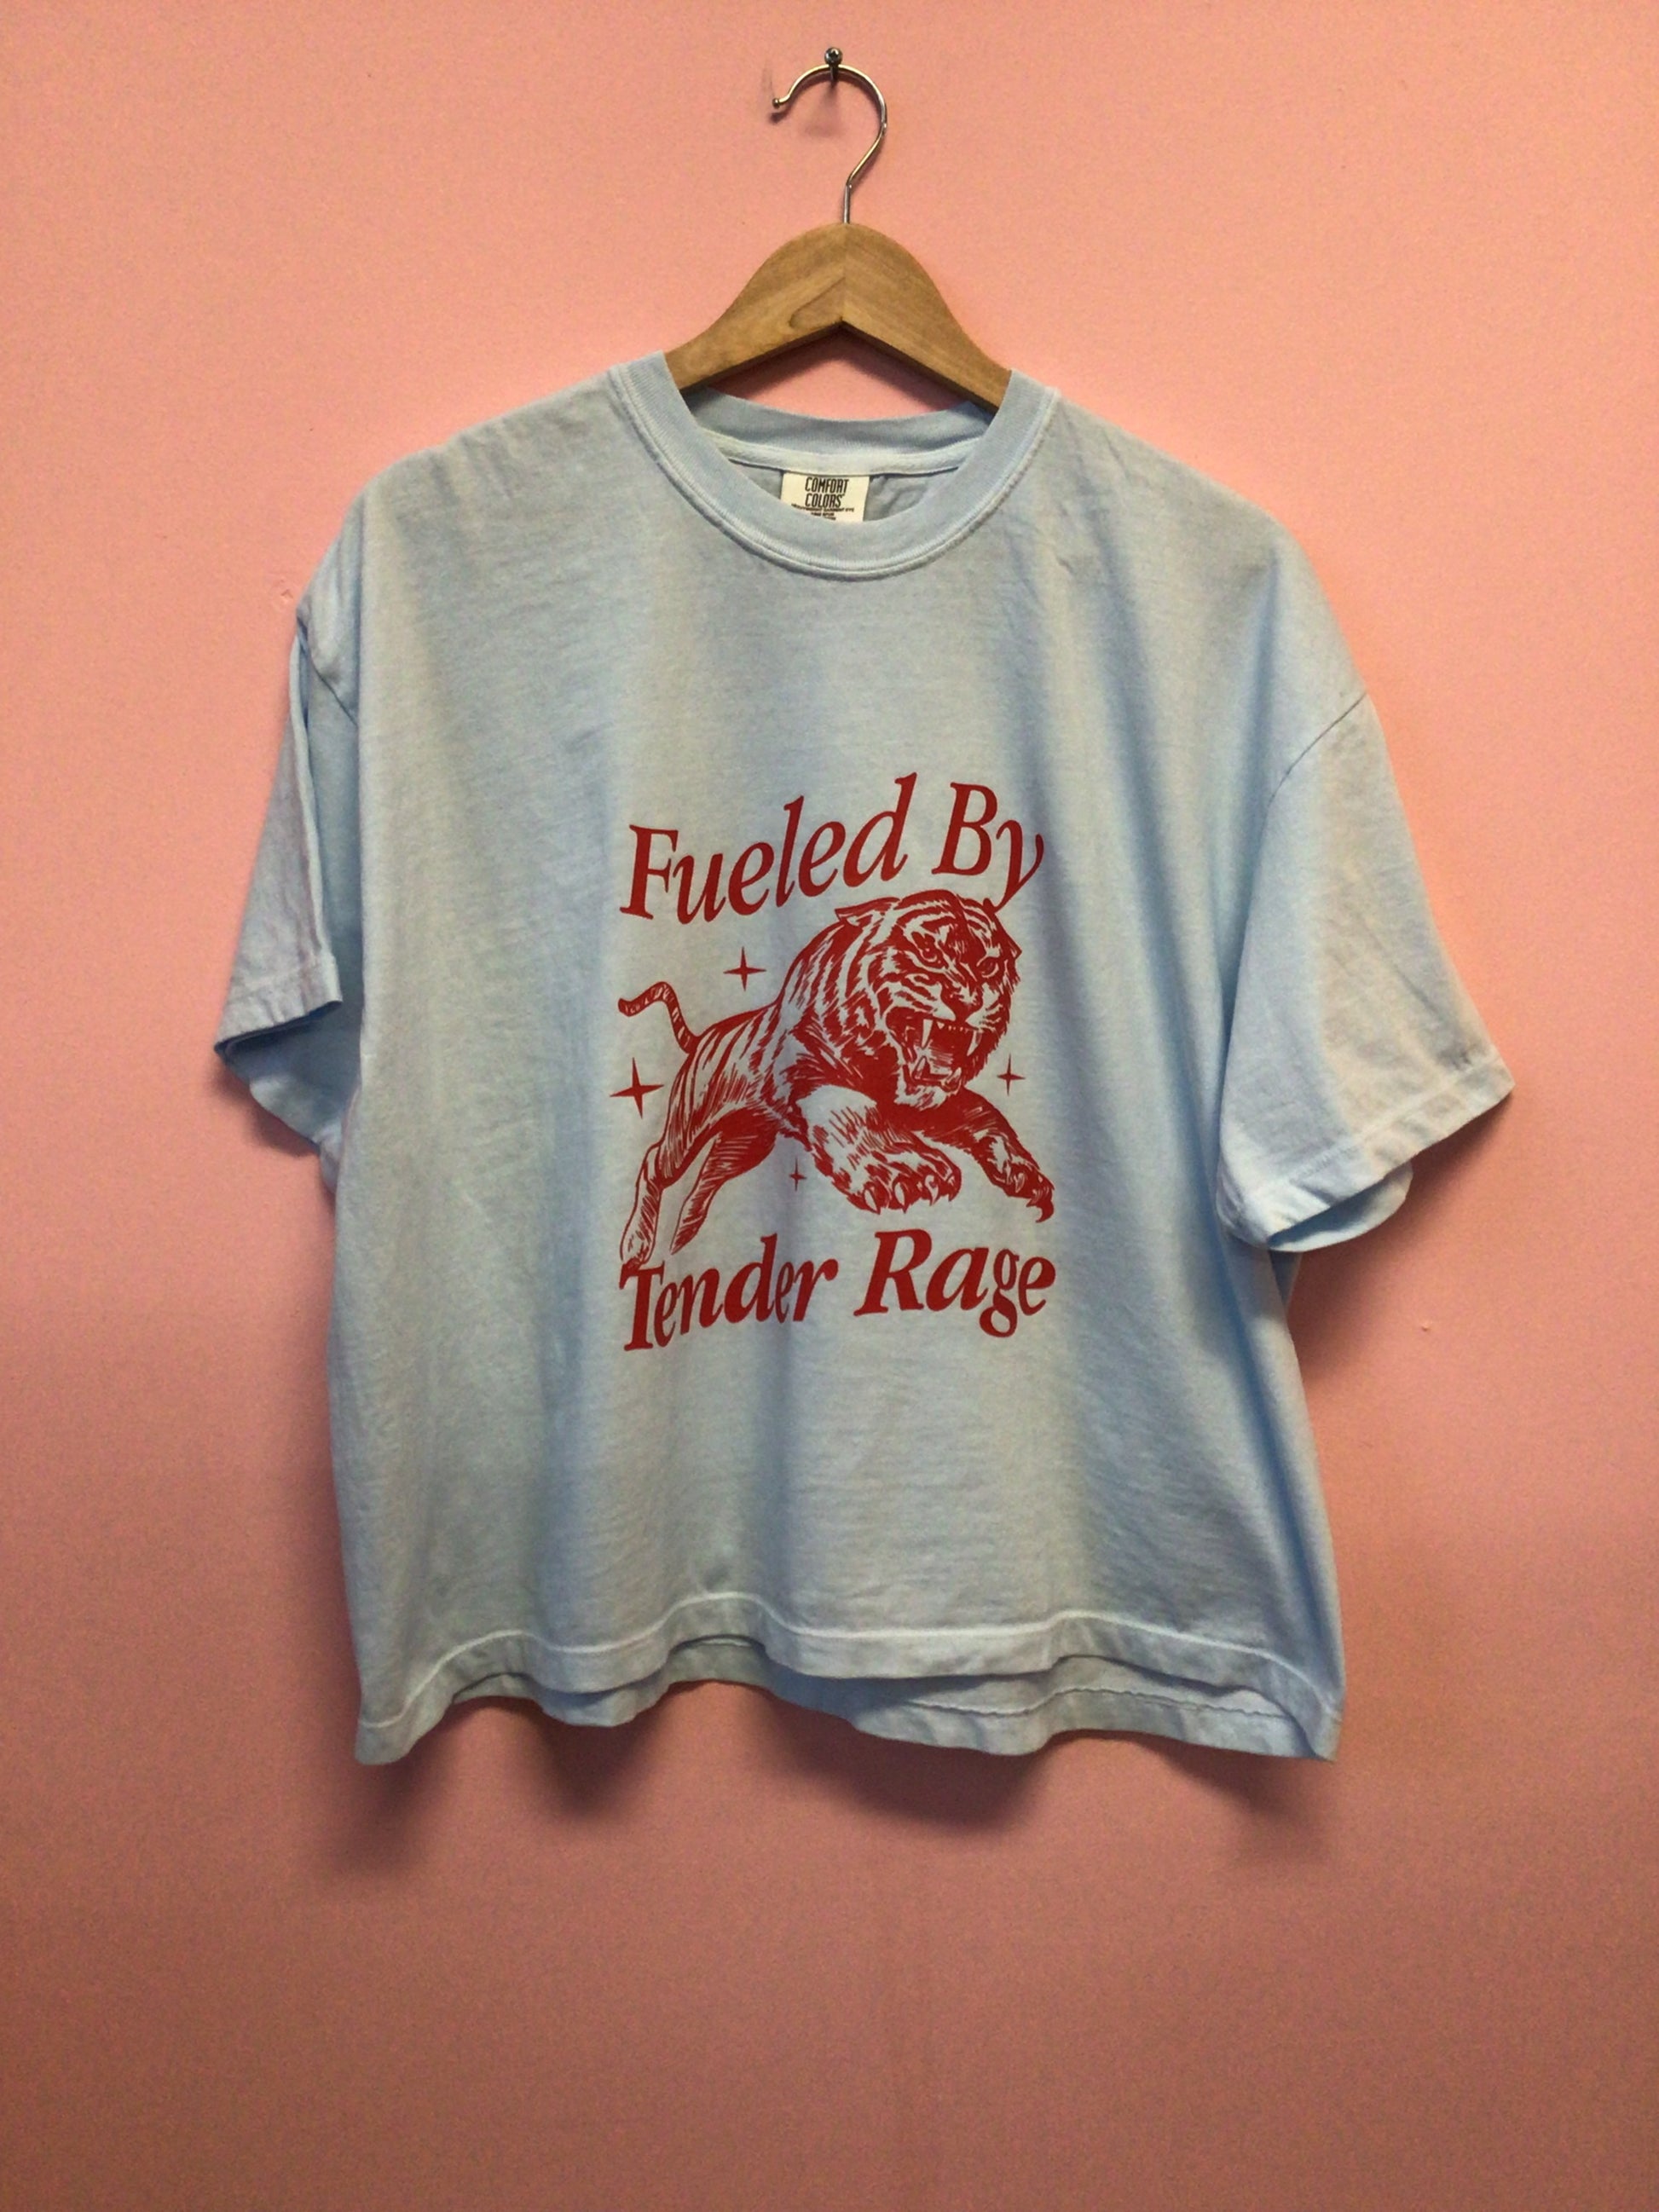 COMFORT
COLORS
Fueled By
Tender Rage